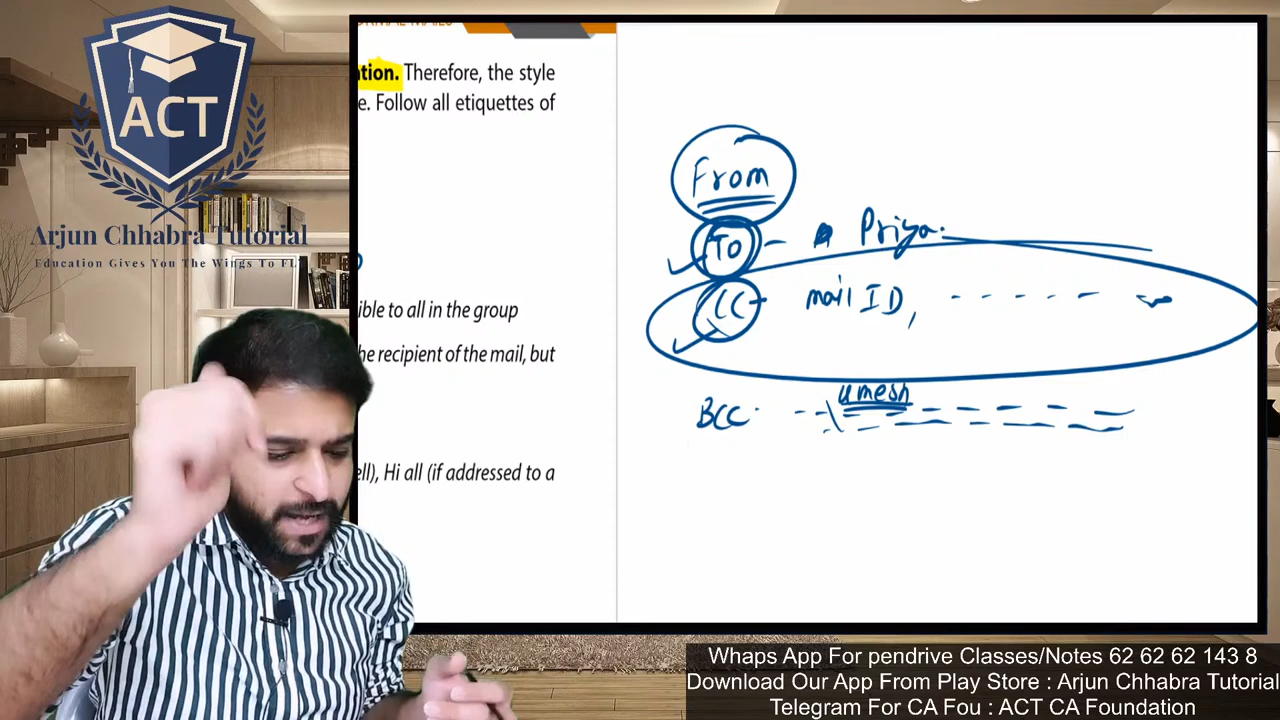 ACT
Arjun Chhabra Tutorial
Education Gives You The Wings To FL
tion. Therefore, the style
e. Follow all etiquettes of
ible to all in the group
he recipient of the mail, but
ell), Hi all (if addressed to a
From
To - Priya.
CC - mail ID, - - - - - -
BCC - - umesh
Whaps App For pendrive Classes/Notes 62 62 62 143 8
Download Our App From Play Store : Arjun Chhabra Tutorial
Telegram For CA Fou : ACT CA Foundation